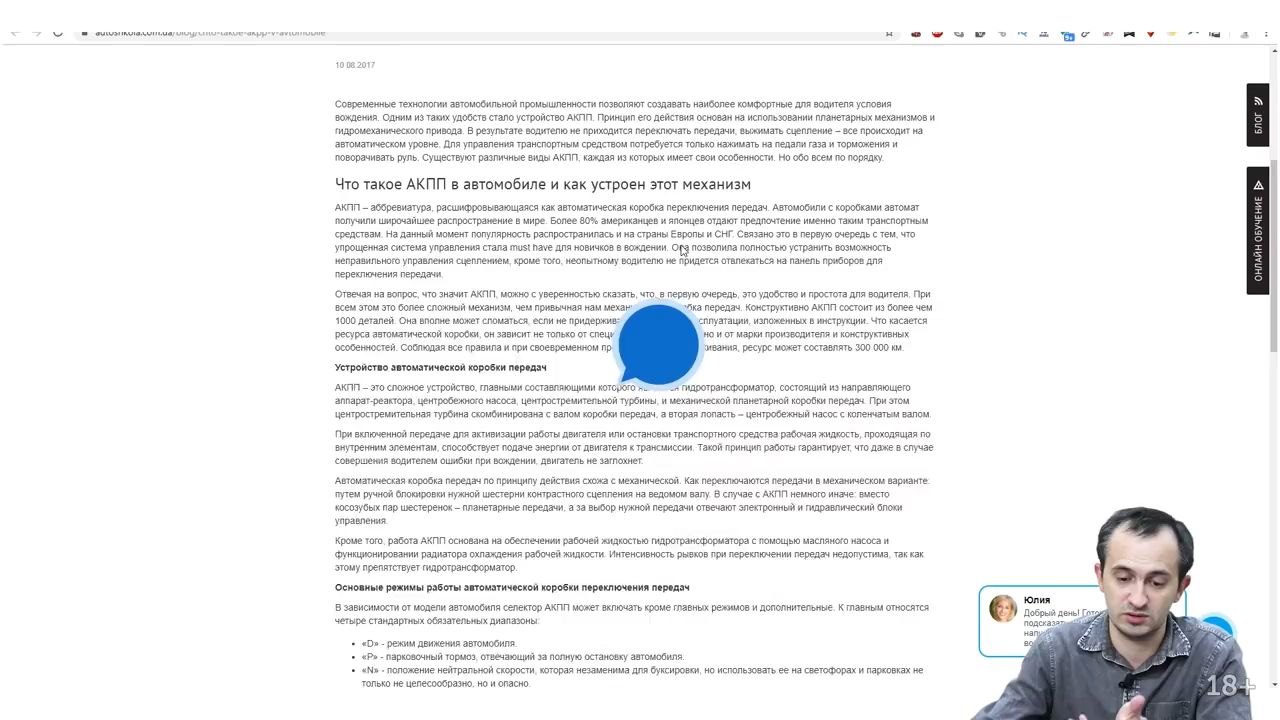 autoshkola.com.ua/blog/chto-takoe-akpp-v-avtomobile
9+
10.08.2017
БЛОГ
ОНЛАЙН ОБУЧЕНИЕ
Современные технологии автомобильной промышленности позволяют создавать наиболее комфортные для водителя условия
вождения. Одним из таких удобств стало устройство АКПП. Принцип его действия основан на использовании планетарных механизмов и
гидромеханического привода. В результате водителю не приходится переключать передачи, выжимать сцепление – все происходит на
автоматическом уровне. Для управления транспортным средством потребуется только нажимать на педали газа и торможения и
поворачивать руль. Существуют различные виды АКПП, каждая из которых имеет свои особенности. Но обо всем по порядку.
Что такое АКПП в автомобиле и как устроен этот механизм
АКПП – аббревиатура, расшифровывающаяся как автоматическая коробка переключения передач. Автомобили с коробками автомат
получили широчайшее распространение в мире. Более 80% американцев и японцев отдают предпочтение именно таким транспортным
средствам. На данный момент популярность распространилась и на страны Европы и СНГ. Связано это в первую очередь с тем, что
упрощенная система управления стала must have для новичков в вождении. Она позволила полностью устранить возможность
неправильного управления сцеплением, кроме того, неопытному водителю не придется отвлекаться на панель приборов для
переключения передачи.
Отвечая на вопрос, что значит АКПП, можно с уверенностью сказать, что, в первую очередь, это удобство и простота для водителя. При
всем этом это более сложный механизм, чем привычная нам коробка передач. Конструктивно АКПП состоит из более чем
1000 деталей. Она вполне может сломаться, если не эксплуатации, изложенных в инструкции. Что касается
ресурса автоматической коробки, он зависит не только от но и от марки производителя и конструктивных
особенностей. Соблюдая все правила и при своевременном ресурс может составлять 300 000 км.
Устройство автоматической коробки передач
АКПП – это сложное устройство, главными составляющими которого гидротрансформатор, состоящий из направляющего
аппарат-реактора, центробежного насоса, центростремительной турбины, и механической планетарной коробки передач. При этом
центростремительная турбина скомбинирована с валом коробки передач, а вторая лопасть – центробежный насос с коленчатым валом.
При включенной передаче для активизации работы двигателя или остановки транспортного средства рабочая жидкость, проходящая по
внутренним элементам, способствует подаче энергии от двигателя к трансмиссии. Такой принцип работы гарантирует, что даже в случае
совершения водителем ошибки при вождении, двигатель не заглохнет.
Автоматическая коробка передач по принципу действия схожа с механической. Как переключаются передачи в механическом варианте:
путем ручной блокировки нужной шестерни контрастного сцепления на ведомом валу. В случае с АКПП немного иначе: вместо
косозубых пар шестеренок – планетарные передачи, а за выбор нужной передачи отвечают электронный и гидравлический блоки
управления.
Кроме того, работа АКПП основана на обеспечении рабочей жидкостью гидротрансформатора с помощью масляного насоса и
функционировании радиатора охлаждения рабочей жидкости. Интенсивность рывков при переключении передач недопустима, так как
этому препятствует гидротрансформатор.
Основные режимы работы автоматической коробки переключения передач
В зависимости от модели автомобиля селектор АКПП может включать кроме главных режимов и дополнительные. К главным относятся
четыре стандартных обязательных диапазоны:
• «D» - режим движения автомобиля.
• «P» - парковочный тормоз, отвечающий за полную остановку автомобиля.
• «N» - положение нейтральной скорости, которая незаменима для буксировки, но использовать ее на светофорах и парковках не
только не целесообразно, но и опасно.
Юлия
Добрый день!
18+